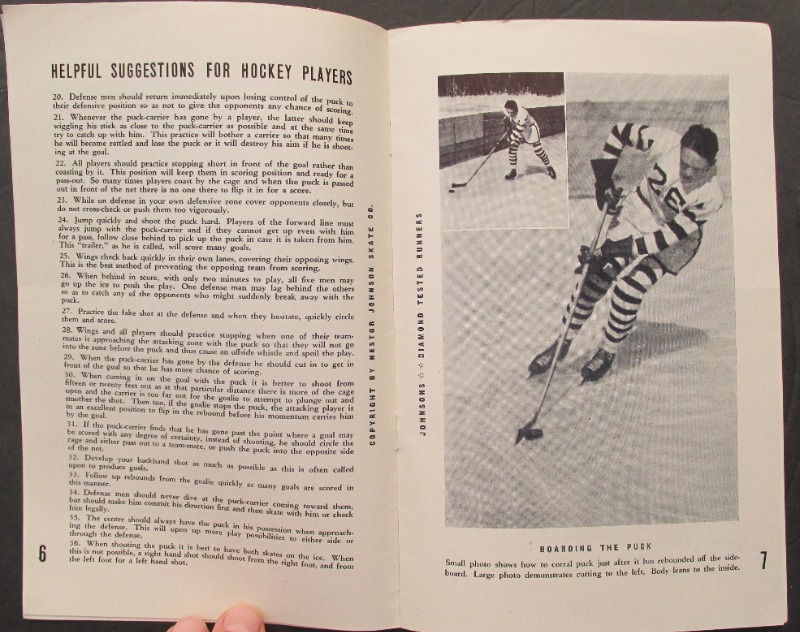 HELPFUL SUGGESTIONS FOR HOCKEY PLAYERS
20. Defense men should return immediately upon losing control of the puck to
their defensive position so as not to give the opponents any chance of scoring.
21. Whenever the puck-carrier has gone by a player, the latter should keep
wiggling his stick as close to the puck-carrier as possible and at the same time
try to catch up with him. This practice will bother a carrier so that many times
he will become rattled and lose the puck or it will destroy his aim if he is shoot-
ing at the goal.
22. All players should practice stopping short in front of the goal rather than
coasting by it. This position will keep them in scoring position and ready for a
pass-out. So many times players coast by the cage and when the puck is passed
out in front of the net there is no one there to flip it in for a score.
23. While on defense in your own defensive zone cover opponents closely, but
do not cross-check or push them too vigorously.
24. Jump quickly and shoot the puck hard. Players of the forward line must
always jump with the puck-carrier and if they cannot get up even with him
for a pass, follow close behind to pick up the puck in case it is taken from him.
This "trailer," as he is called, will score many goals.
25. Wings check back quickly in their own lanes, covering their opposing wings.
This is the best method of preventing the opposing team from scoring.
26. When behind in score, with only two minutes to play, all five men may
go up the ice to push the play. One defense man may lag behind the others
so as to catch any of the opponents who might suddenly break away with the
puck.
27. Practice the fake shot at the defense and when they hesitate, quickly circle
them and score.
28. Wings and all players should practice stopping when one of their team-
mates is approaching the attacking zone with the puck so that they will not go
into the zone before the puck and thus cause an offside whistle and spoil the play.
29. When the puck-carrier has gone by the defense he should cut in to get in
front of the goal so that he has more chance of scoring.
30. When coming in on the goal with the puck it is better to shoot from
fifteen or twenty feet out as at that particular distance there is more of the cage
open and the carrier is too far out for the goalie to attempt to plunge out and
smother the shot. Then too, if the goalie stops the puck, the attacking player is
in an excellent position to flip in the rebound before his momentum carries him
by the goal.
31. If the puck-carrier finds that he has gone past the point where a goal may
be scored with any degree of certainty, instead of shooting, he should circle the
cage and either pass out to a team-mate, or push the puck into the opposite side
of the net.
32. Develop your backhand shot as much as possible as this is often called
upon to produce goals.
33. Follow up rebounds from the goalie quickly as many goals are scored in
this manner.
34. Defense men should never dive at the puck-carrier coming toward them,
but should make him commit his direction first and then skate with him or check
him legally.
35. The center should always have the puck in his possession when approach-
ing the defense. This will open up more play possibilities to either side or
through the defense.
36. When shooting the puck it is best to have both skates on the ice. When
this is not possible, a right hand shot should shoot from the right foot, and from
the left foot for a left hand shot.
6
COPYRIGHT BY NESTOR JOHNSON SKATE CO.
JOHNSONS ☆ ☆ DIAMOND TESTED RUNNERS
BOARDING THE PUCK
Small photo shows how to corral puck just after it has rebounded off the side-
board. Large photo demonstrates cutting to the left. Body leans to the inside.
7